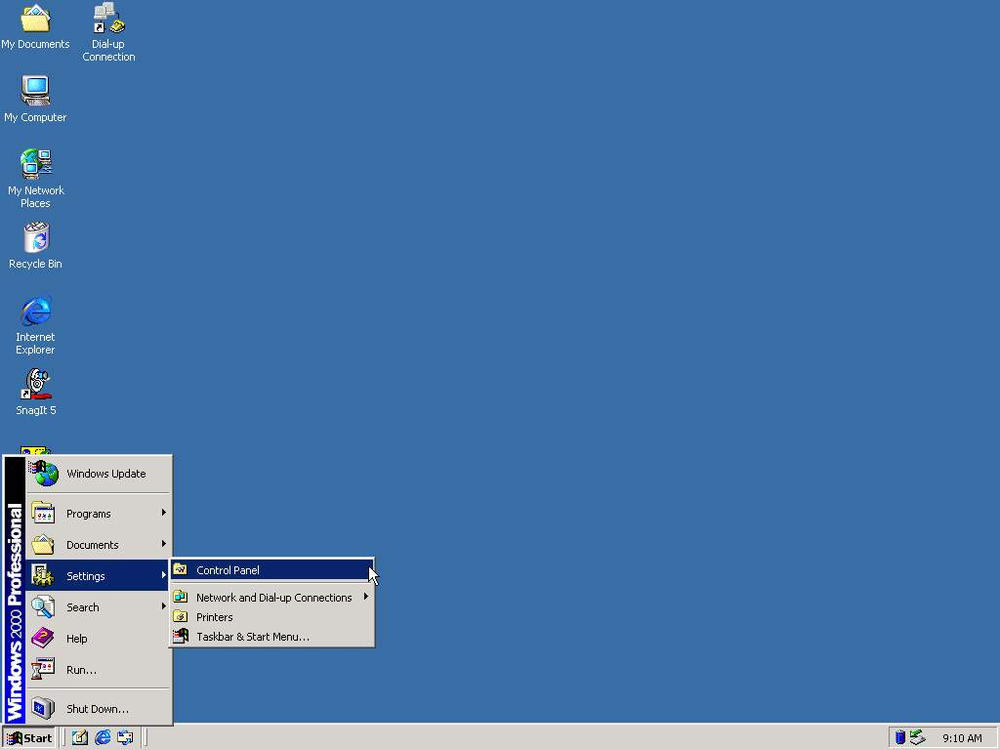 My Documents
Dial-up
Connection
My Computer
My Network
Places
Recycle Bin
Internet
Explorer
SnagIt 5
Windows 2000 Professional
Windows Update
Programs
Documents
Settings
Search
Help
Run...
Shut Down...
Control Panel
Network and Dial-up Connections
Printers
Taskbar & Start Menu...
Start
9:10 AM